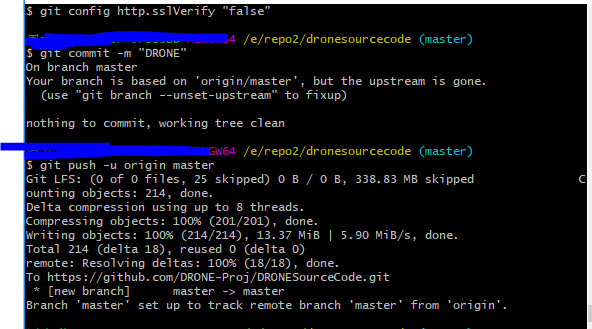 $ git config http.sslVerify "false"
/e/repo2/dronesourcecode (master)
$ git commit -m "DRONE"
On branch master
Your branch is based on 'origin/master', but the upstream is gone.
(use "git branch --unset-upstream" to fixup)
nothing to commit, working tree clean
GW64 /e/repo2/dronesourcecode (master)
$ git push -u origin master
Git LFS: (0 of 0 files, 25 skipped) 0 B / 0 B, 338.83 MB skipped C
ounting objects: 214, done.
Delta compression using up to 8 threads.
Compressing objects: 100% (201/201), done.
Writing objects: 100% (214/214), 13.37 MiB | 5.90 MiB/s, done.
Total 214 (delta 18), reused 0 (delta 0)
remote: Resolving deltas: 100% (18/18), done.
To https://github.com/DRONE-Proj/DRONESourceCode.git
* [new branch] master -> master
Branch 'master' set up to track remote branch 'master' from 'origin'.